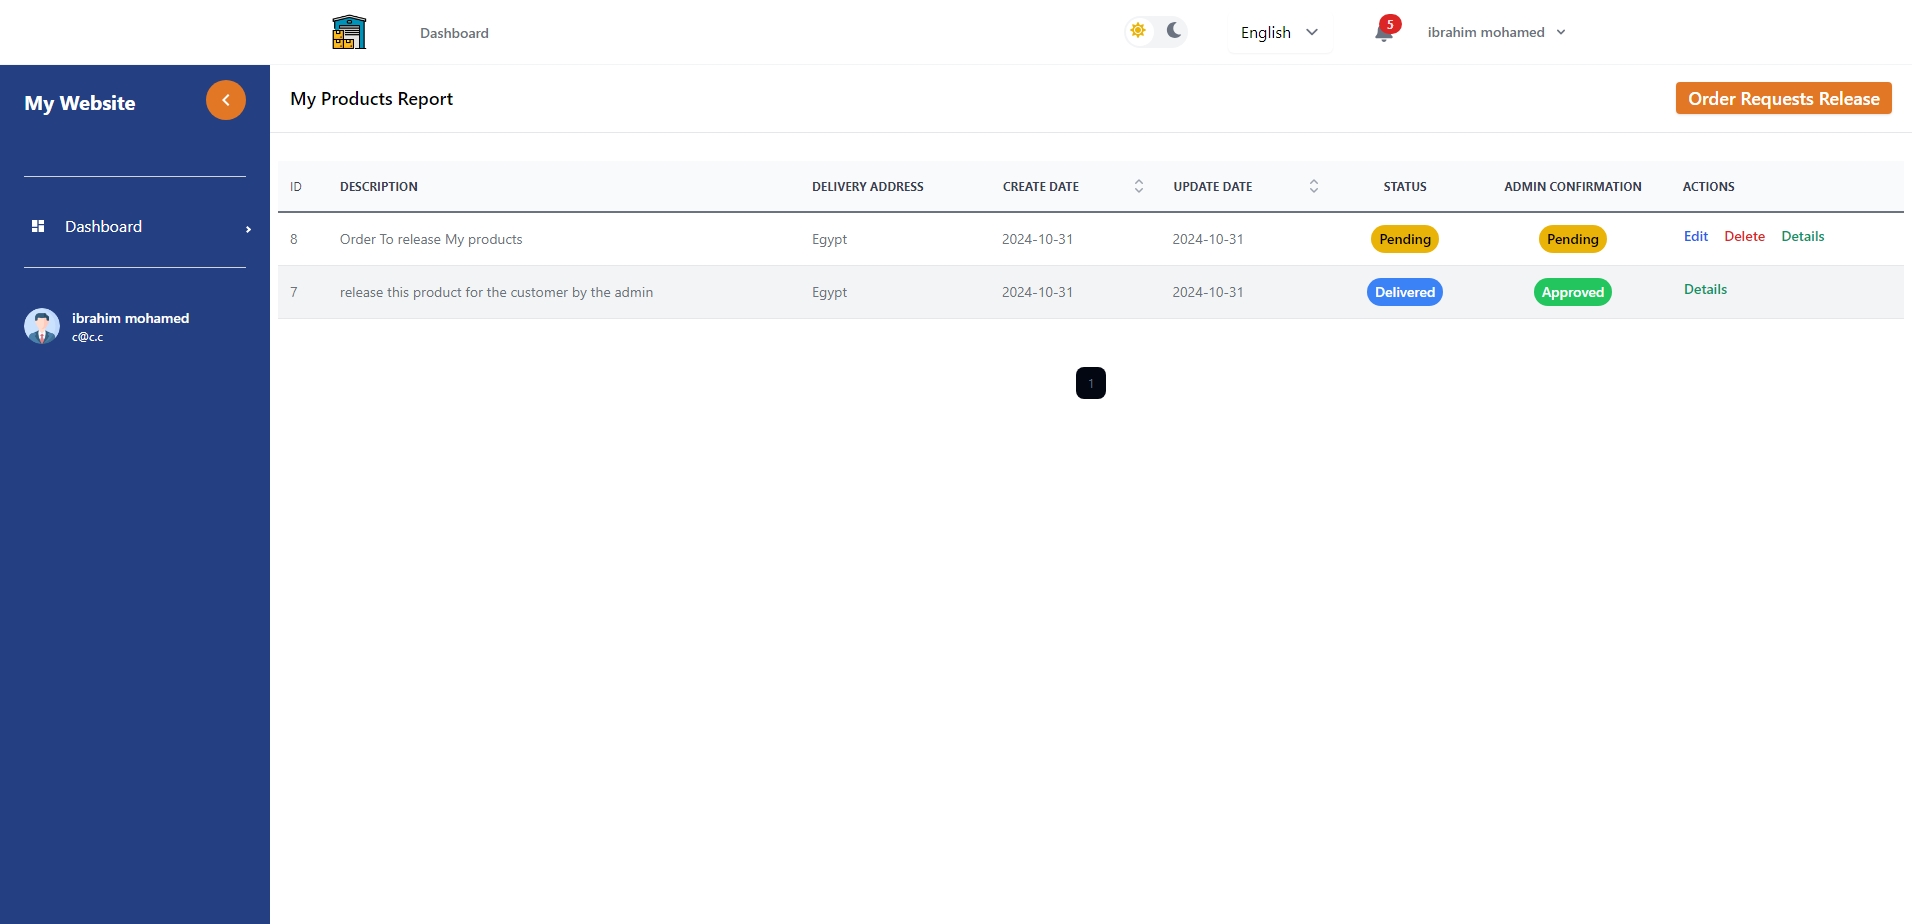 Dashboard
English
5
ibrahim mohamed
My Website
My Products Report
Order Requests Release
ID DESCRIPTION DELIVERY ADDRESS CREATE DATE UPDATE DATE STATUS ADMIN CONFIRMATION ACTIONS
Dashboard
8 Order To release My products Egypt 2024-10-31 2024-10-31 Pending Pending Edit Delete Details
7 release this product for the customer by the admin Egypt 2024-10-31 2024-10-31 Delivered Approved Details
ibrahim mohamed
c@c.c
1